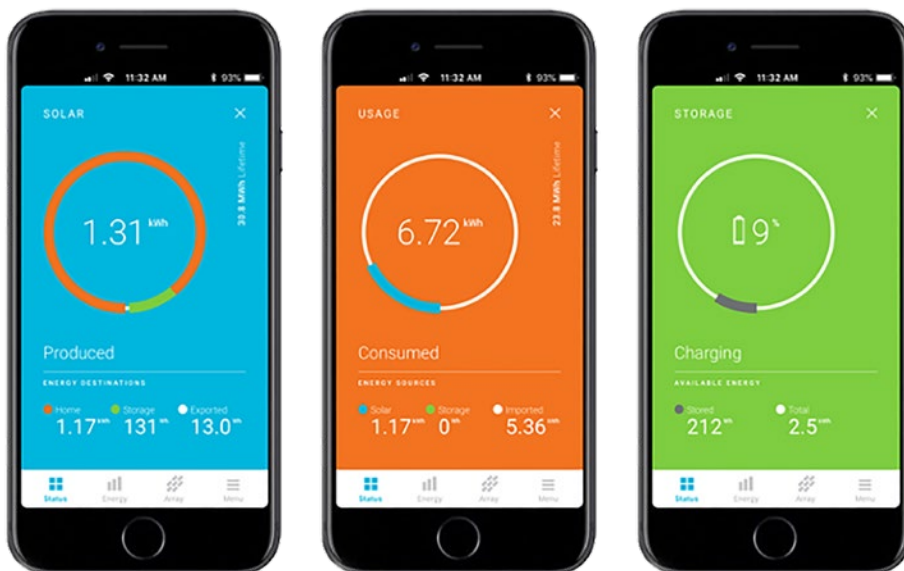 11:32 AM 93%
SOLAR
30.8 MWh Lifetime
1.31 kWh
Produced
ENERGY DESTINATIONS
Home Storage Exported
1.17 kWh 131 Wh 13.0 Wh
Status Energy Array Menu
11:32 AM 93%
USAGE
23.8 MWh Lifetime
6.72 kWh
Consumed
ENERGY SOURCES
Solar Storage Imported
1.17 kWh 0 Wh 5.36 kWh
Status Energy Array Menu
11:32 AM 93%
STORAGE
9%
Charging
AVAILABLE ENERGY
Stored Total
212 Wh 2.5 kWh
Status Energy Array Menu